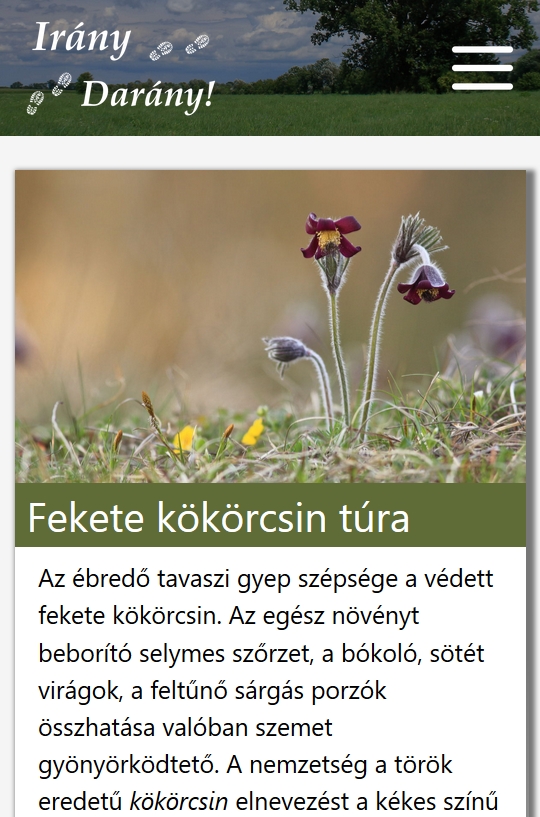 Irány
Darány!
Fekete kökörcsin túra
Az ébredő tavaszi gyep szépsége a védett
fekete kökörcsin. Az egész növényt
beborító selymes szőrzet, a bókoló, sötét
virágok, a feltűnő sárgás porzók
összhatása valóban szemet
gyönyörködtető. A nemzetség a török
eredetű kökörcsin elnevezést a kékes színű